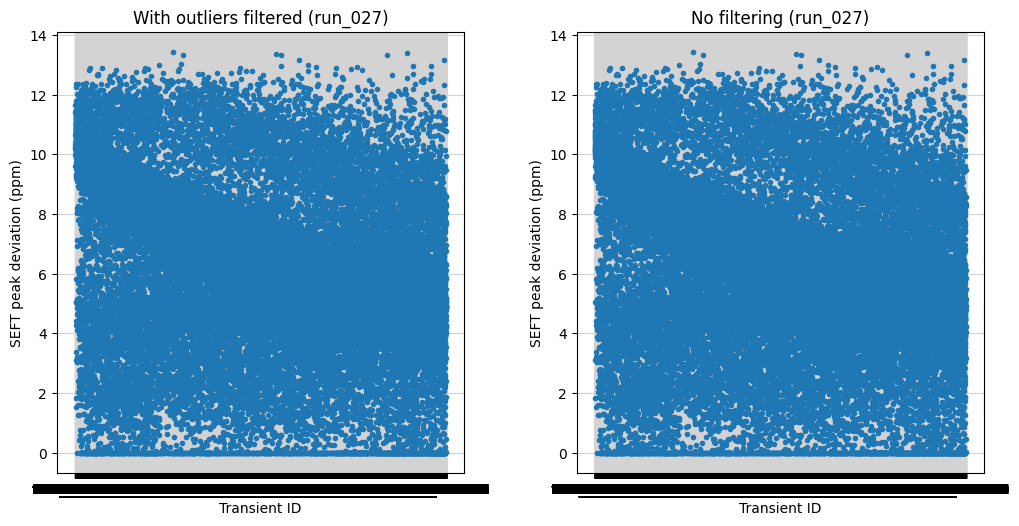 With outliers filtered (run_027)
SEFT peak deviation (ppm)
14
12
10
8
6
4
2
0
Transient ID
No filtering (run_027)
SEFT peak deviation (ppm)
14
12
10
8
6
4
2
0
Transient ID